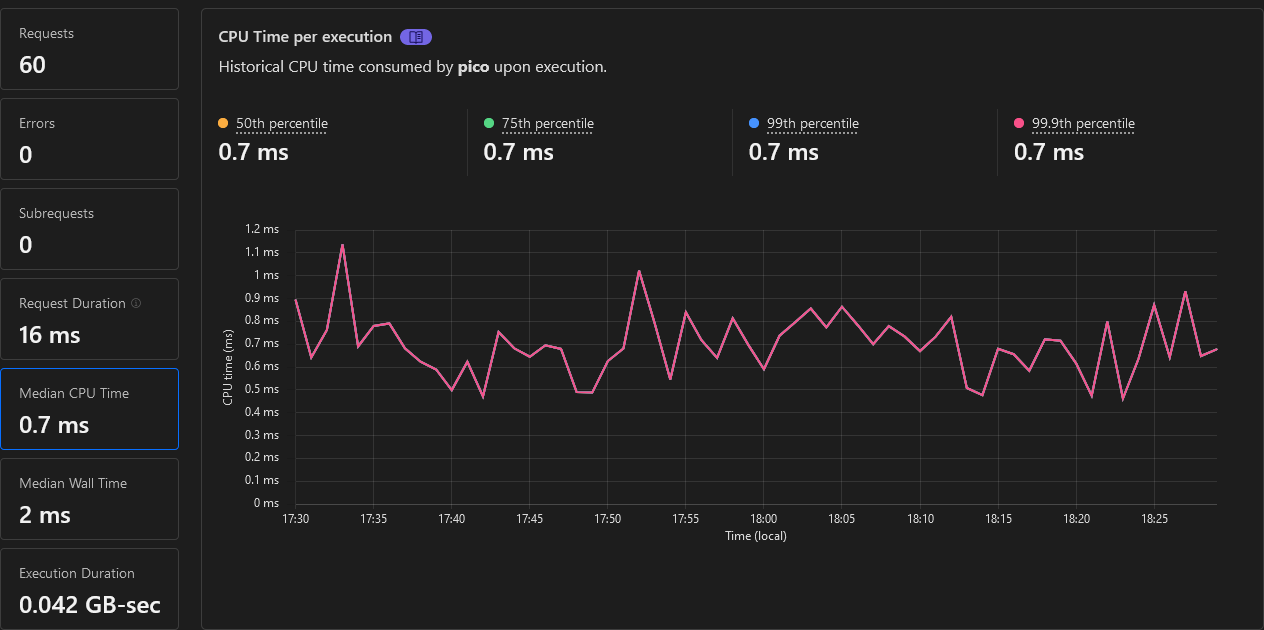 Requests
60
Errors
0
Subrequests
0
Request Duration
16 ms
Median CPU Time
0.7 ms
Median Wall Time
2 ms
Execution Duration
0.042 GB-sec
CPU Time per execution
Historical CPU time consumed by pico upon execution.
50th percentile
0.7 ms
75th percentile
0.7 ms
99th percentile
0.7 ms
99.9th percentile
0.7 ms
CPU time (ms)
1.2 ms
1.1 ms
1 ms
0.9 ms
0.8 ms
0.7 ms
0.6 ms
0.5 ms
0.4 ms
0.3 ms
0.2 ms
0.1 ms
0 ms
17:30 17:35 17:40 17:45 17:50 17:55 18:00 18:05 18:10 18:15 18:20 18:25
Time (local)